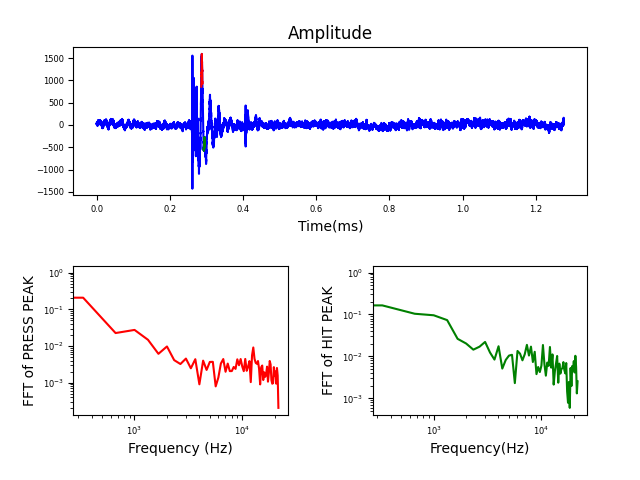 Amplitude
1500
1000
500
0
−500
−1000
−1500
0.0 0.2 0.4 0.6 0.8 1.0 1.2
Time(ms)
FFT of PRESS PEAK
10⁰
10⁻¹
10⁻²
10⁻³
10³ 10⁴
Frequency (Hz)
FFT of HIT PEAK
10⁰
10⁻¹
10⁻²
10⁻³
10³ 10⁴
Frequency(Hz)